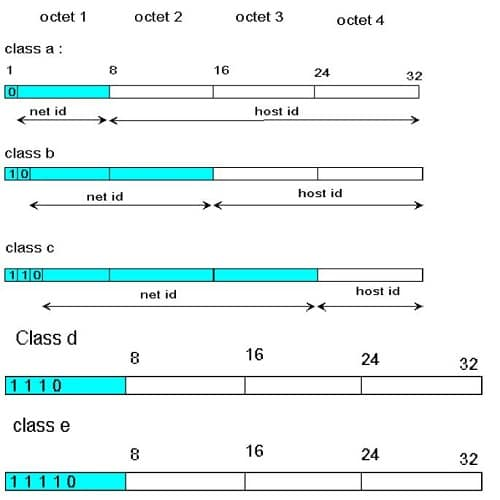 octet 1 octet 2 octet 3 octet 4
class a :
1 8 16 24 32
0
net id host id
class b
1 0
net id host id
class c
1 1 0
net id host id
Class d
8 16 24 32
1 1 1 0
class e
8 16 24 32
1 1 1 1 0